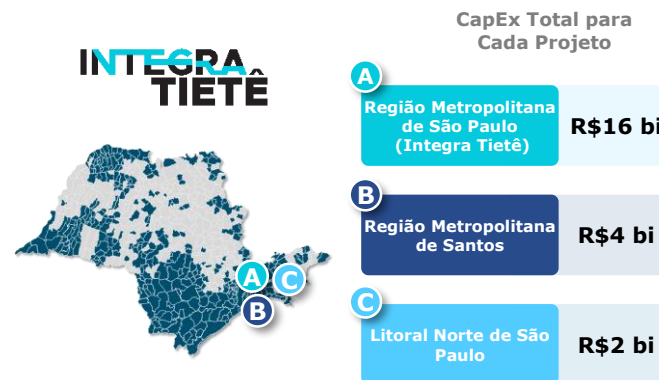 CapEx Total para
Cada Projeto
INTEGRA
TIETÊ
A
Região Metropolitana
de São Paulo
(Integra Tietê)
R$16 bi
B
Região Metropolitana
de Santos
R$4 bi
C
Litoral Norte de São
Paulo
R$2 bi
A
C
B